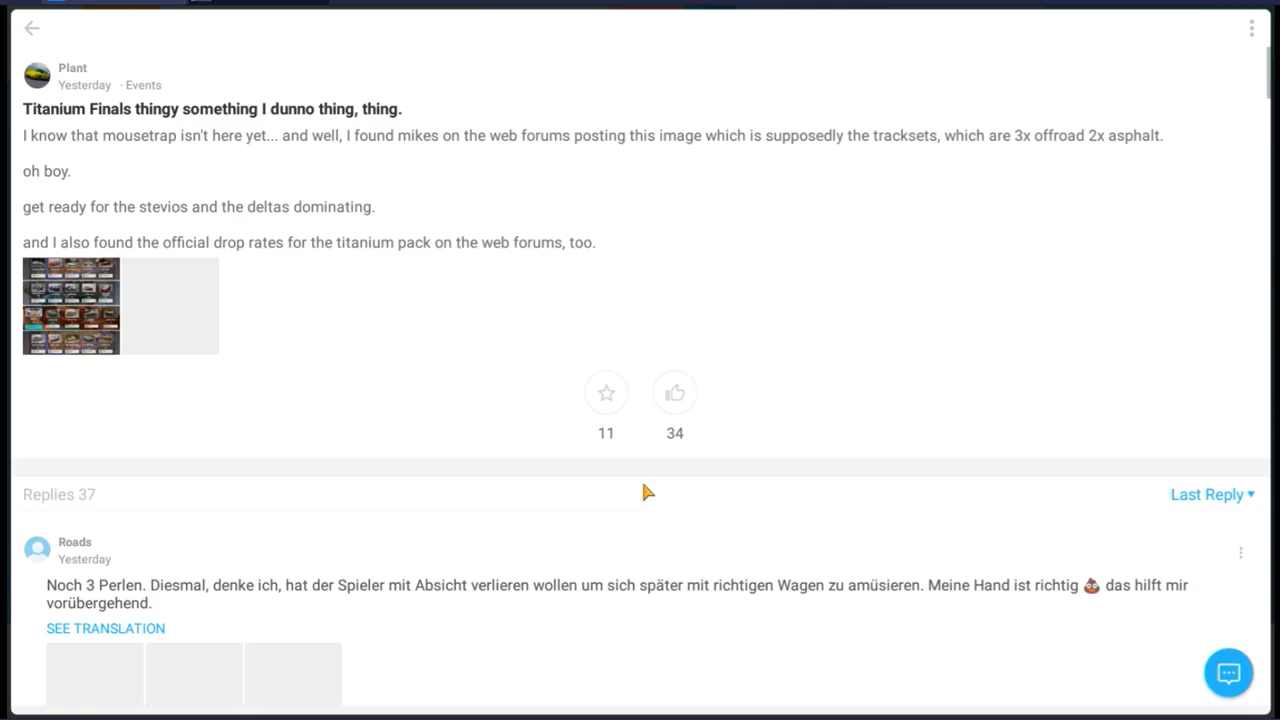 Plant
Yesterday · Events
Titanium Finals thingy something I dunno thing, thing.
I know that mousetrap isn't here yet... and well, I found mikes on the web forums posting this image which is supposedly the tracksets, which are 3x offroad 2x asphalt.
oh boy.
get ready for the stevios and the deltas dominating.
and I also found the official drop rates for the titanium pack on the web forums, too.
11 34
Replies 37 Last Reply
Roads
Yesterday
Noch 3 Perlen. Diesmal, denke ich, hat der Spieler mit Absicht verlieren wollen um sich später mit richtigen Wagen zu amüsieren. Meine Hand ist richtig 💩 das hilft mir
vorübergehend.
SEE TRANSLATION